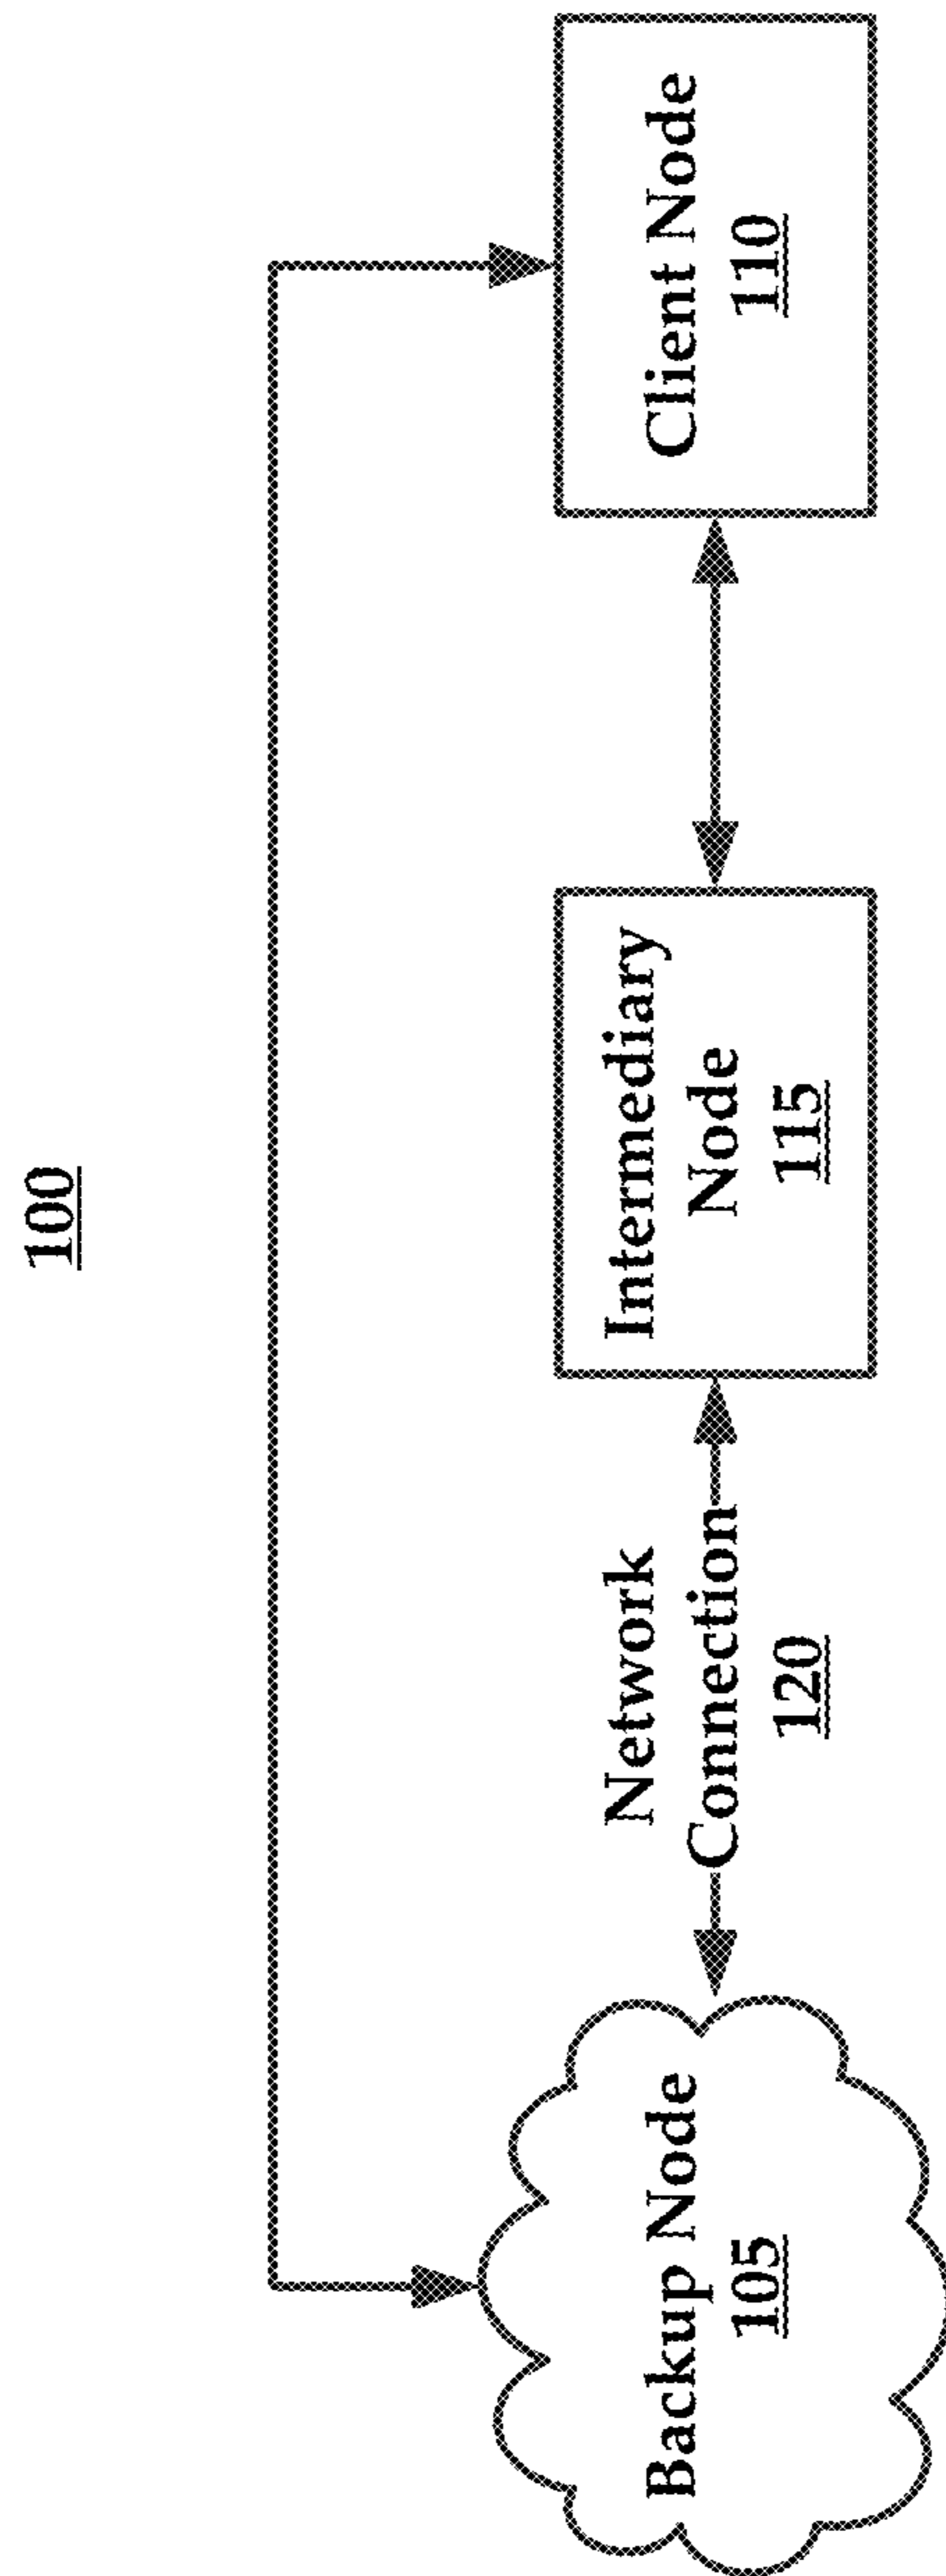 100
Backup Node
105
Network
Connection
120
Intermediary
Node
115
Client Node
110